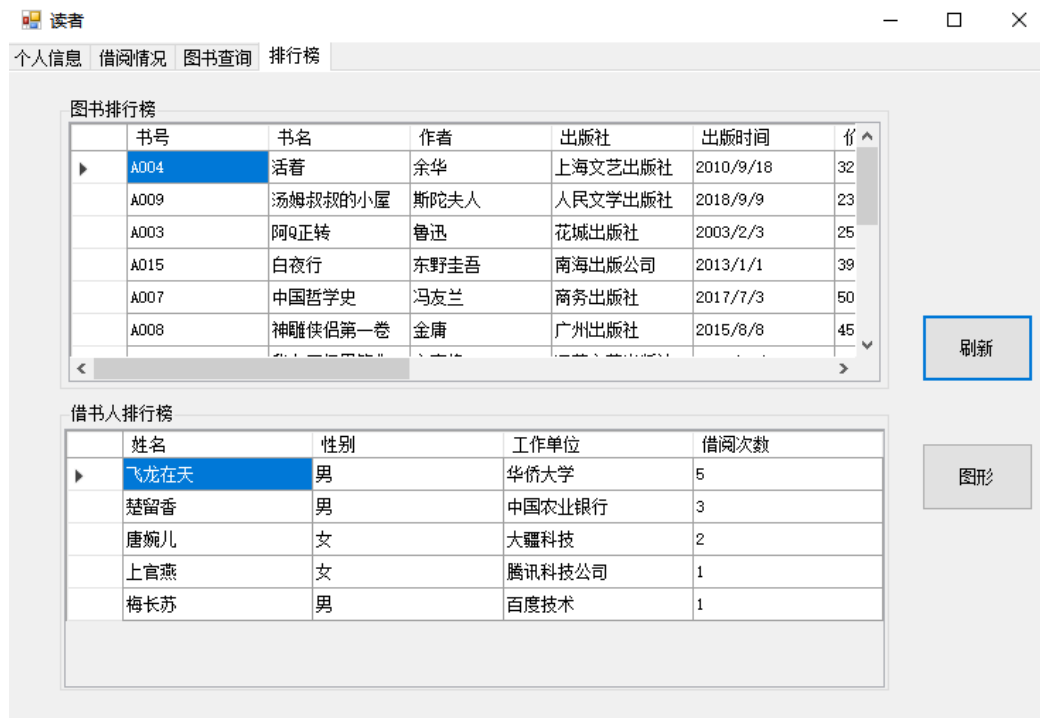 读者
个人信息 借阅情况 图书查询 排行榜
图书排行榜
书号 书名 作者 出版社 出版时间
A004 活着 余华 上海文艺出版社 2010/9/18 32
A009 汤姆叔叔的小屋 斯陀夫人 人民文学出版社 2018/9/9 23
A003 阿Q正转 鲁迅 花城出版社 2003/2/3 25
A015 白夜行 东野圭吾 南海出版公司 2013/1/1 39
A007 中国哲学史 冯友兰 商务出版社 2017/7/3 50
A008 神雕侠侣第一卷 金庸 广州出版社 2015/8/8 45
刷新
借书人排行榜
姓名 性别 工作单位 借阅次数
飞龙在天 男 华侨大学 5
图形
楚留香 男 中国农业银行 3
唐婉儿 女 大疆科技 2
上官燕 女 腾讯科技公司 1
梅长苏 男 百度技术 1